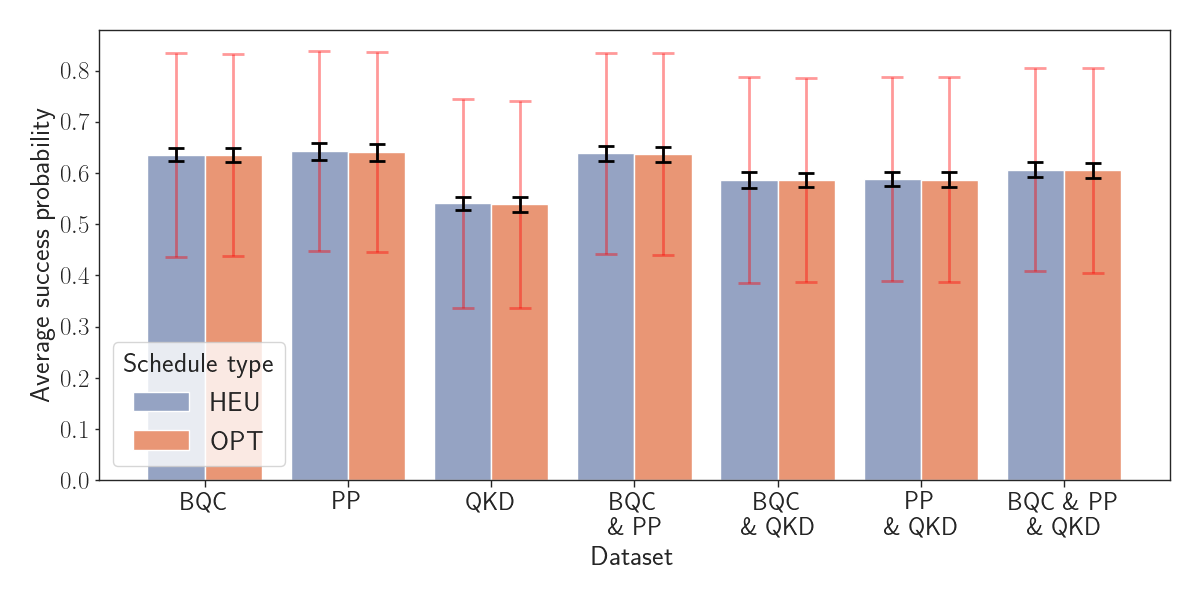 Average success probability
0.8
0.7
0.6
0.5
0.4
0.3
0.2
0.1
0.0
Schedule type
HEU
OPT
BQC
PP
QKD
BQC
& PP
BQC
& QKD
PP
& QKD
BQC & PP
& QKD
Dataset